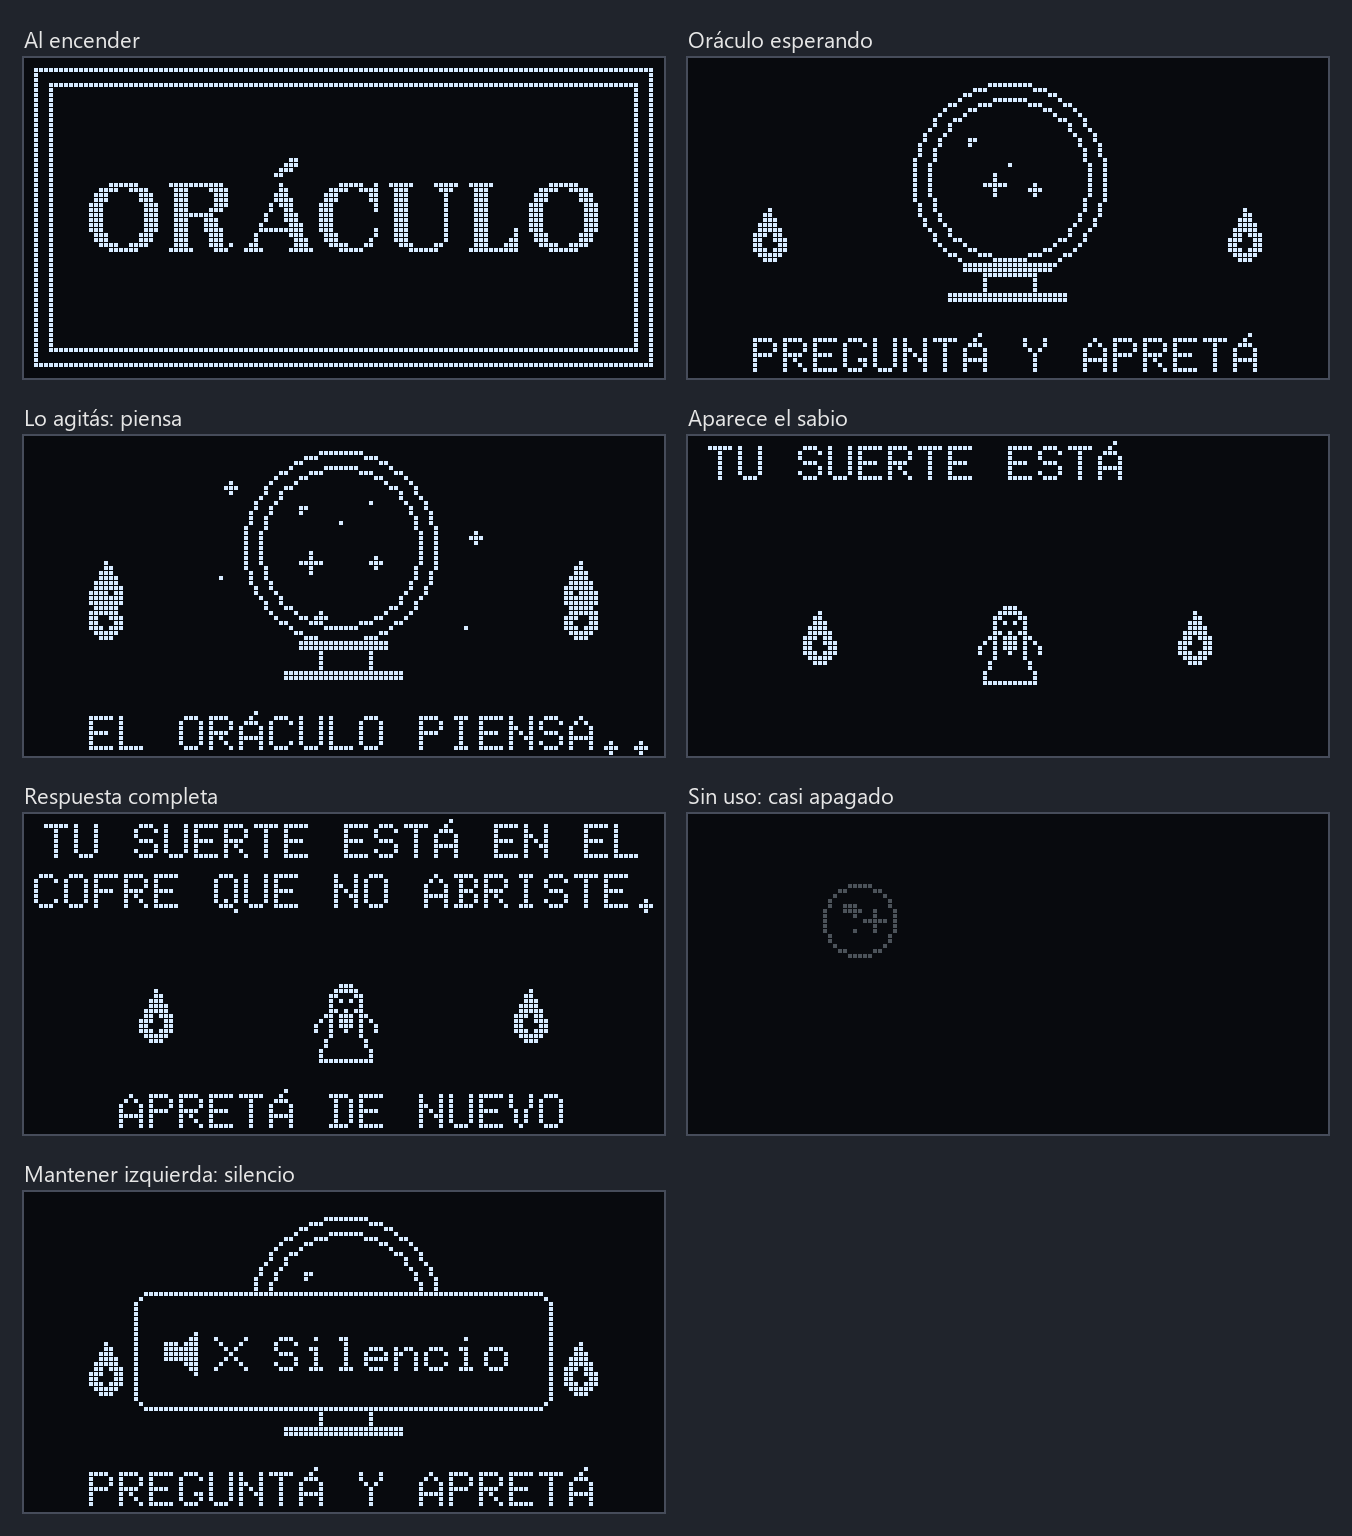 Al encender
ORÁCULO
Oráculo esperando
PREGUNTÁ Y APRETÁ
Lo agitás: piensa
EL ORÁCULO PIENSA..
Aparece el sabio
TU SUERTE ESTÁ
Respuesta completa
TU SUERTE ESTÁ EN EL
COFRE QUE NO ABRISTE.
APRETÁ DE NUEVO
Sin uso: casi apagado
Mantener izquierda: silencio
Silencio
PREGUNTÁ Y APRETÁ